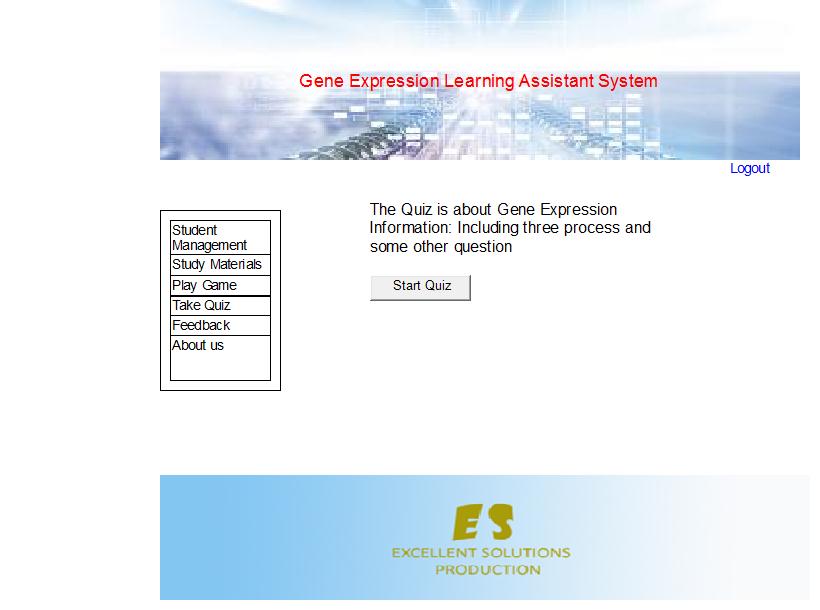 Gene Expression Learning Assistant System
Logout
Student
Management
Study Materials
Play Game
Take Quiz
Feedback
About us
The Quiz is about Gene Expression
Information: Including three process and
some other question
Start Quiz
ES
EXCELLENT SOLUTIONS
PRODUCTION